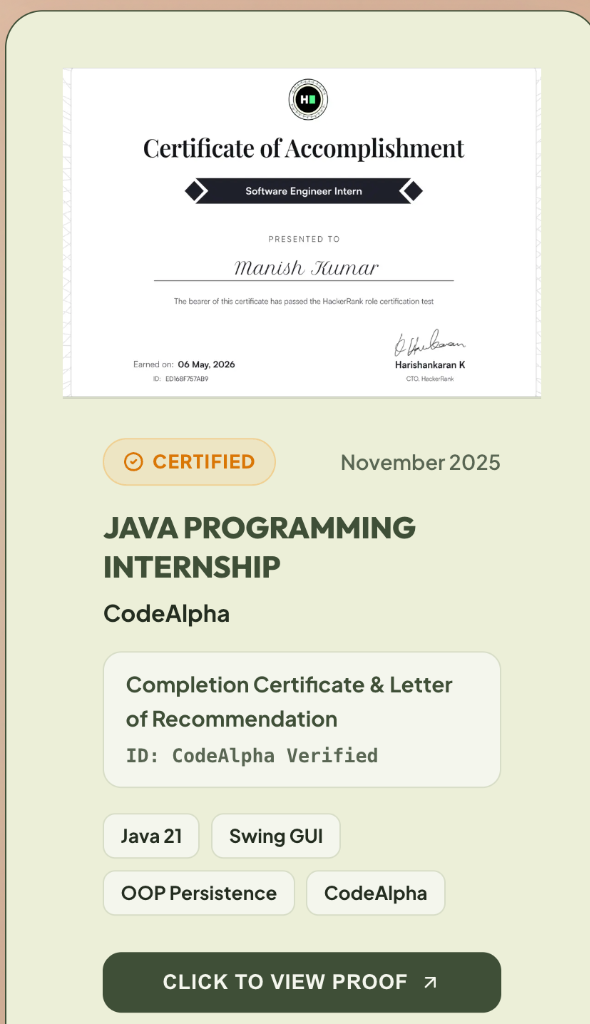 H
Certificate of Accomplishment
Software Engineer Intern
PRESENTED TO
Manish Kumar
The bearer of this certificate has passed the HackerRank role certification test
Earned on: 06 May, 2026
ID: ED168F757AB9
Harishankaran K
CTO, HackerRank
CERTIFIED
November 2025
JAVA PROGRAMMING
INTERNSHIP
CodeAlpha
Completion Certificate & Letter
of Recommendation
ID: CodeAlpha Verified
Java 21
Swing GUI
OOP Persistence
CodeAlpha
CLICK TO VIEW PROOF